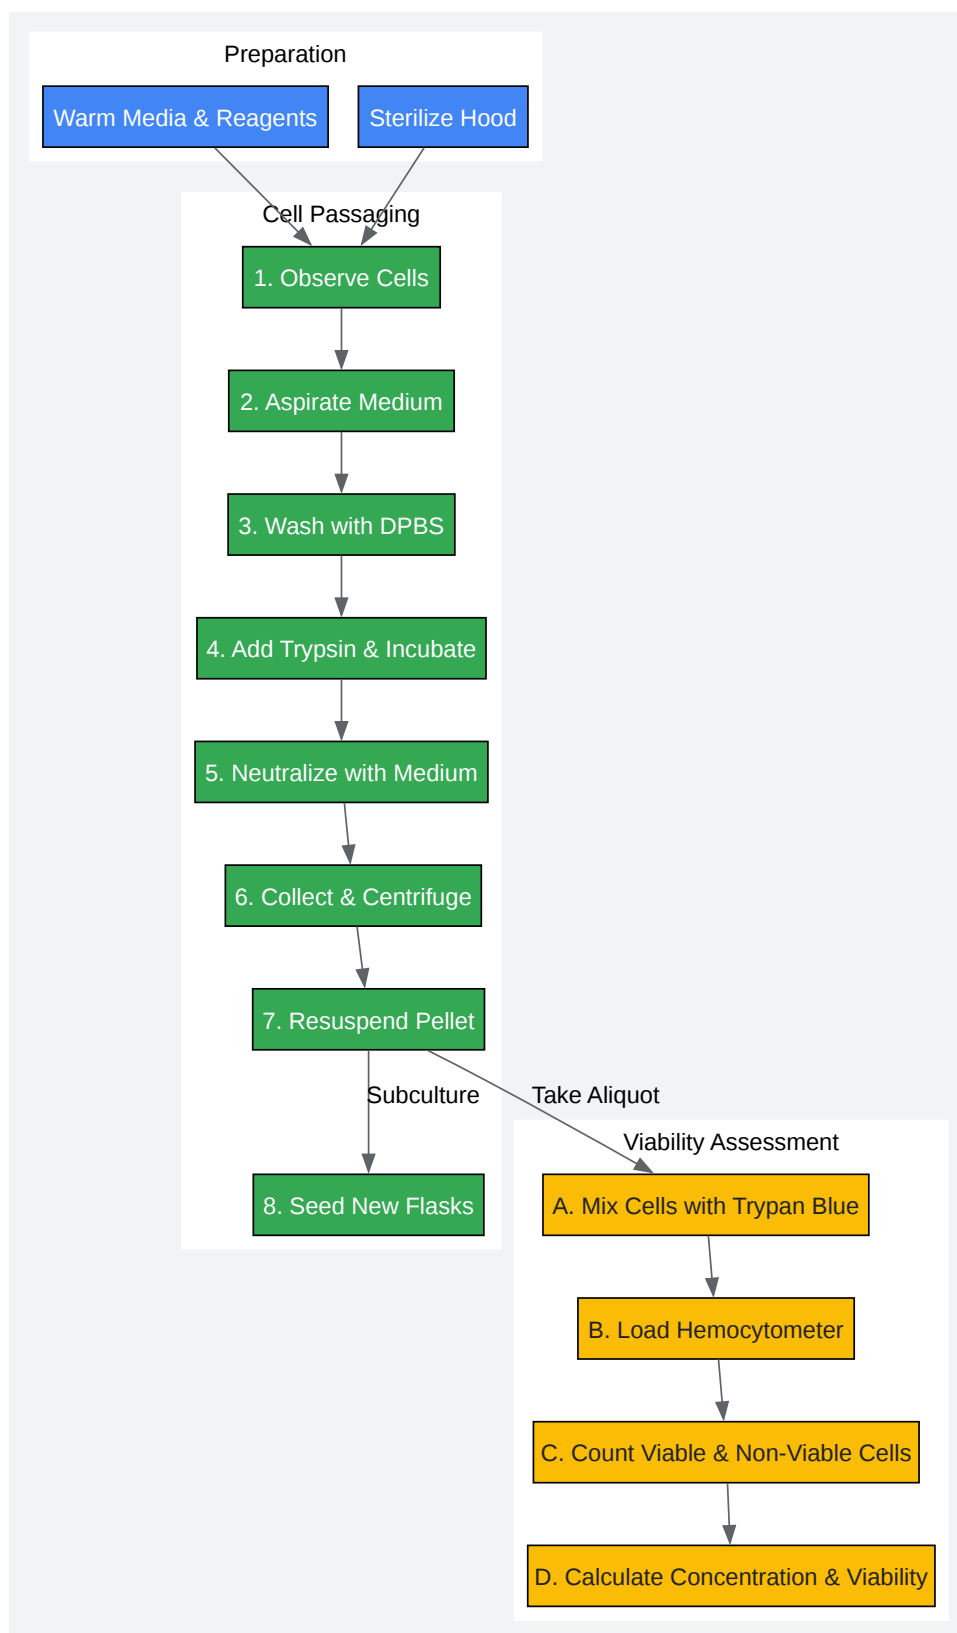 Preparation
Warm Media & Reagents
Sterilize Hood
Cell Passaging
1. Observe Cells
2. Aspirate Medium
3. Wash with DPBS
4. Add Trypsin & Incubate
5. Neutralize with Medium
6. Collect & Centrifuge
7. Resuspend Pellet
Subculture
Take Aliquot
8. Seed New Flasks
Viability Assessment
A. Mix Cells with Trypan Blue
B. Load Hemocytometer
C. Count Viable & Non-Viable Cells
D. Calculate Concentration & Viability